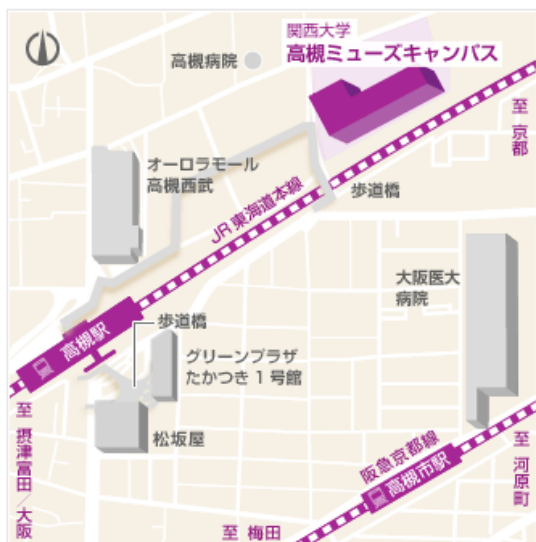 関西大学
高槻ミューズキャンパス
高槻病院
至 京都
オーロラモール
高槻西武
JR東海道本線
歩道橋
大阪医大
病院
歩道橋
高槻駅
グリーンプラザ
たかつき1号館
松坂屋
至 摂津富田/大阪
阪急京都線
高槻市駅
至 河原町
至 梅田